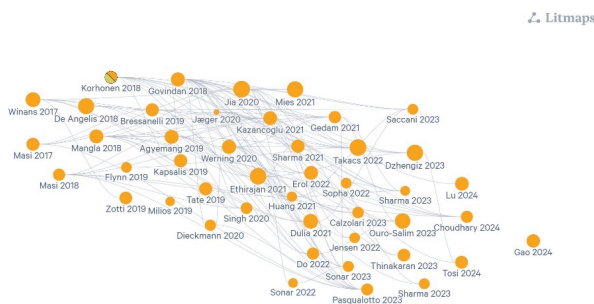 Litmaps
Korhonen 2018
Govindan 2018
Jia 2020
Mies 2021
Winans 2017
De Angelis 2018
Bressanelli 2019
Jæger 2020
Kazancoglu 2021
Gedam 2021
Saccani 2023
Masi 2017
Mangla 2018
Agyemang 2019
Werning 2020
Sharma 2021
Takacs 2022
Dzhengiz 2023
Masi 2018
Flynn 2019
Kapsalis 2019
Ethirajan 2021
Erol 2022
Sopha 2022
Sharma 2023
Lu 2024
Zotti 2019
Milios 2019
Tate 2019
Singh 2020
Huang 2021
Calzolari 2023
Ouro-Salim 2023
Choudhary 2024
Dieckmann 2020
Dulia 2021
Jensen 2022
Gao 2024
Do 2022
Sonar 2023
Thinakaran 2023
Tosi 2024
Sonar 2022
Pasqualotto 2023
Sharma 2023